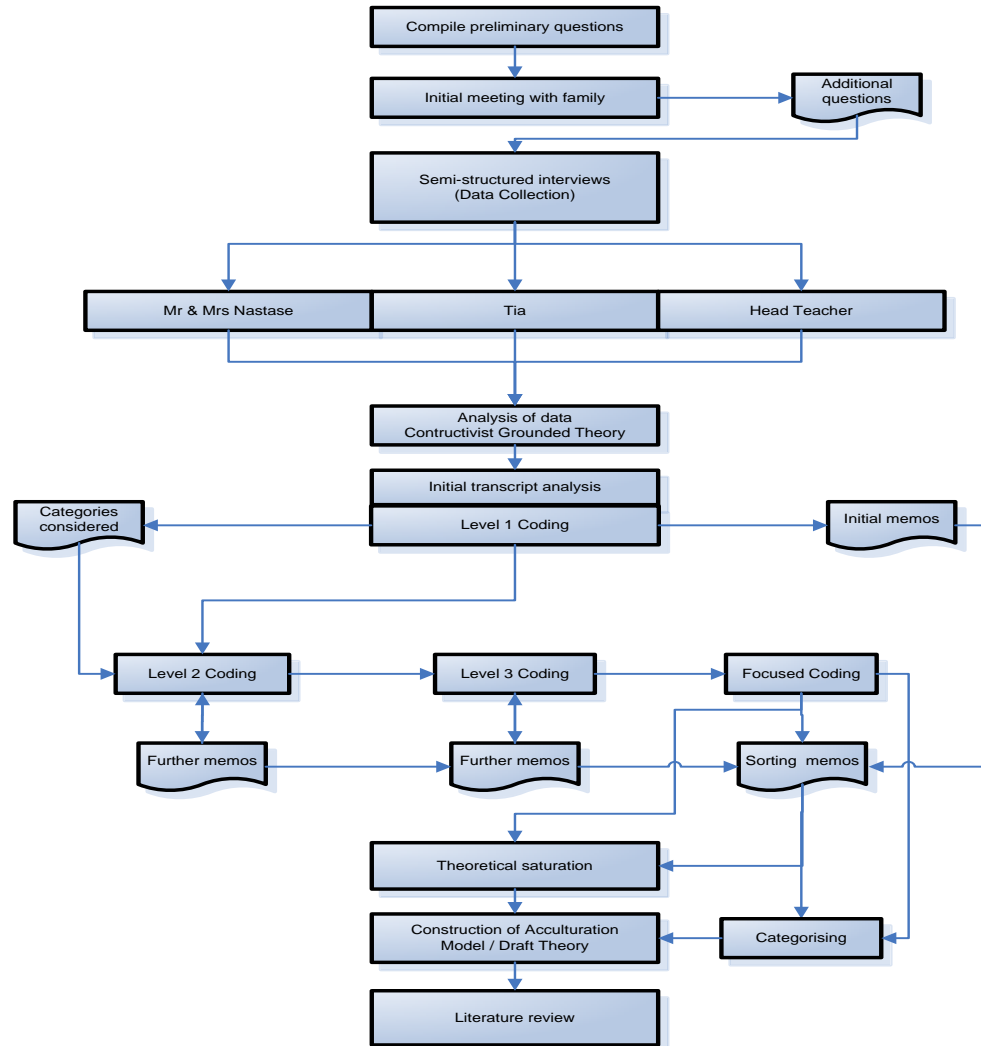 Compile preliminary questions
Initial meeting with family
Additional
questions
Semi-structured interviews
(Data Collection)
Mr & Mrs Nastase
Tia
Head Teacher
Analysis of data
Contructivist Grounded Theory
Initial transcript analysis
Categories
considered
Level 1 Coding
Initial memos
Level 2 Coding
Level 3 Coding
Focused Coding
Further memos
Further memos
Sorting memos
Theoretical saturation
Construction of Acculturation
Model / Draft Theory
Categorising
Literature review